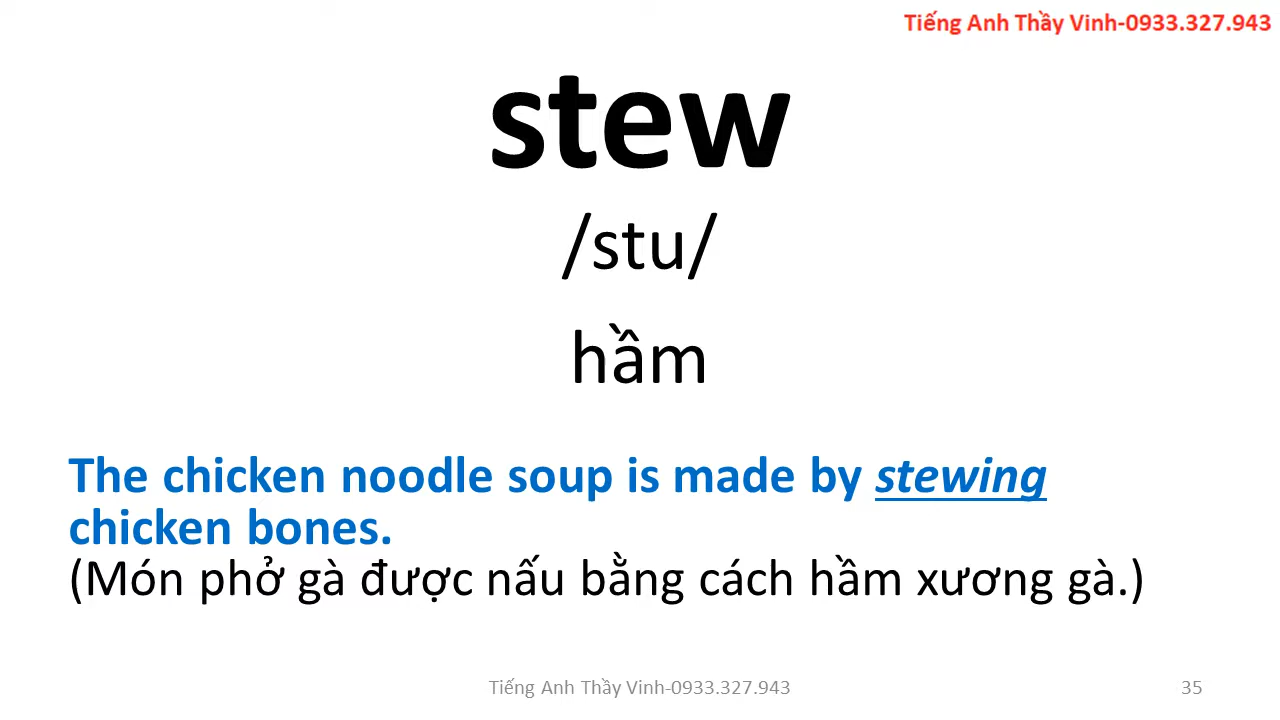 Tiếng Anh Thầy Vinh-0933.327.943
stew
/stu/
hầm
The chicken noodle soup is made by stewing
chicken bones.
(Món phở gà được nấu bằng cách hầm xương gà.)
Tiếng Anh Thầy Vinh-0933.327.943
35